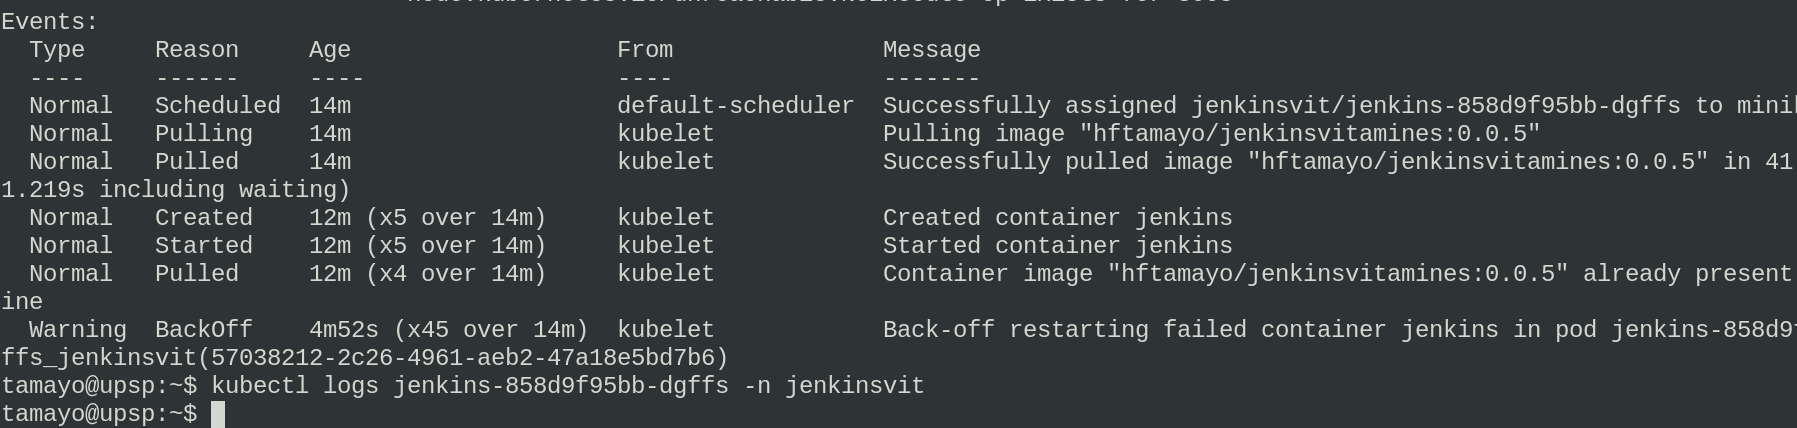 Events:
Type Reason Age From Message
---- ------ ---- ---- -------
Normal Scheduled 14m default-scheduler Successfully assigned jenkinsvit/jenkins-858d9f95bb-dgffs to
Normal Pulling 14m kubelet Pulling image "hftamayo/jenkinsvitamines:0.0.5"
Normal Pulled 14m kubelet Successfully pulled image "hftamayo/jenkinsvitamines:0.0.5" in 41
1.219s including waiting)
Normal Created 12m (x5 over 14m) kubelet Created container jenkins
Normal Started 12m (x5 over 14m) kubelet Started container jenkins
Normal Pulled 12m (x4 over 14m) kubelet Container image "hftamayo/jenkinsvitamines:0.0.5" already present
ine
Warning BackOff 4m52s (x45 over 14m) kubelet Back-off restarting failed container jenkins in pod jenkins-858d9f
ffs_jenkinsvit(57038212-2c26-4961-aeb2-47a18e5bd7b6)
tamayo@upsp:~$ kubectl logs jenkins-858d9f95bb-dgffs -n jenkinsvit
tamayo@upsp:~$